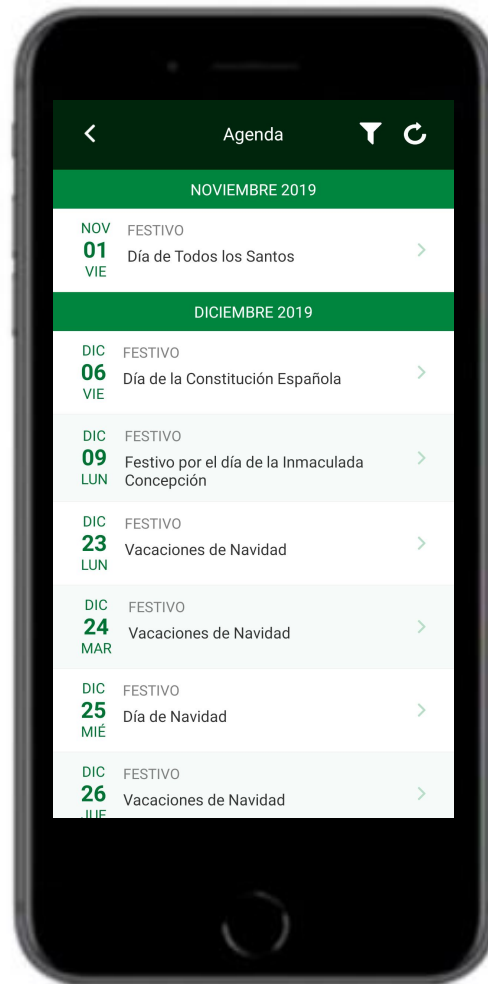 Agenda
NOVIEMBRE 2019
NOV
01
VIE
FESTIVO
Día de Todos los Santos
DICIEMBRE 2019
DIC
06
VIE
FESTIVO
Día de la Constitución Española
DIC
09
LUN
FESTIVO
Festivo por el día de la Inmaculada
Concepción
DIC
23
LUN
FESTIVO
Vacaciones de Navidad
DIC
24
MAR
FESTIVO
Vacaciones de Navidad
DIC
25
MIÉ
FESTIVO
Día de Navidad
DIC
26
JUE
FESTIVO
Vacaciones de Navidad